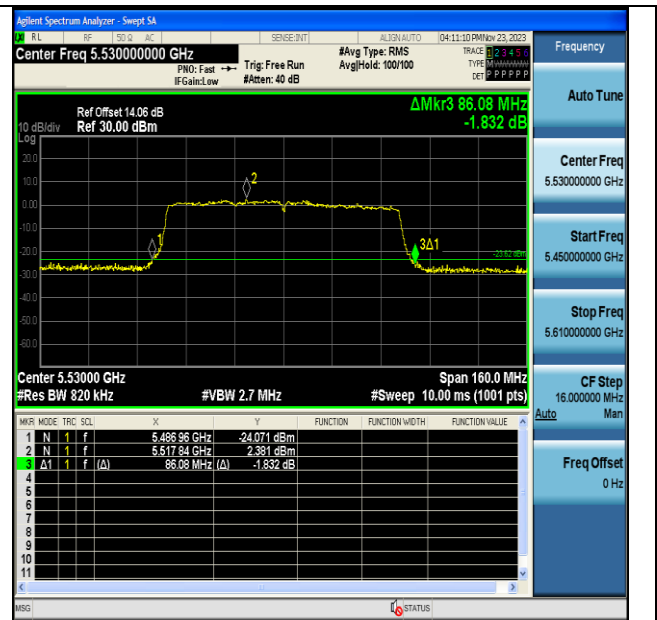 Agilent Spectrum Analyzer - Swept SA
RL RF 50 Ω AC SENSE:INT ALIGN AUTO 04:11:10 PM Nov 23, 2023
Center Freq 5.530000000 GHz
#Avg Type: RMS
TRACE 1 2 3 4 5 6
PNO: Fast Trig: Free Run
Avg|Hold: 100/100
TYPE MWWWWW
IFGain:Low #Atten: 40 dB
DET P P P P P P
Frequency
Auto Tune
Center Freq
5.530000000 GHz
Start Freq
5.450000000 GHz
Stop Freq
5.610000000 GHz
CF Step
16.000000 MHz
Auto Man
Freq Offset
0 Hz
ΔMkr3 86.08 MHz
-1.832 dB
Ref Offset 14.06 dB
10 dB/div Ref 30.00 dBm
Log
20.0
10.0
0.00
-10.0
-20.0
-30.0
-40.0
-50.0
-60.0
1
2
3Δ1
-23.62 dBm
Center 5.53000 GHz Span 160.0 MHz
#Res BW 820 kHz #VBW 2.7 MHz #Sweep 10.00 ms (1001 pts)
MKR MODE TRC SCL X Y FUNCTION FUNCTION WIDTH FUNCTION VALUE
1 N 1 f 5.486 96 GHz -24.071 dBm
2 N 1 f 5.517 84 GHz 2.381 dBm
3 Δ1 1 f (Δ) 86.08 MHz (Δ) -1.832 dB
4
5
6
7
8
9
10
11
MSG STATUS